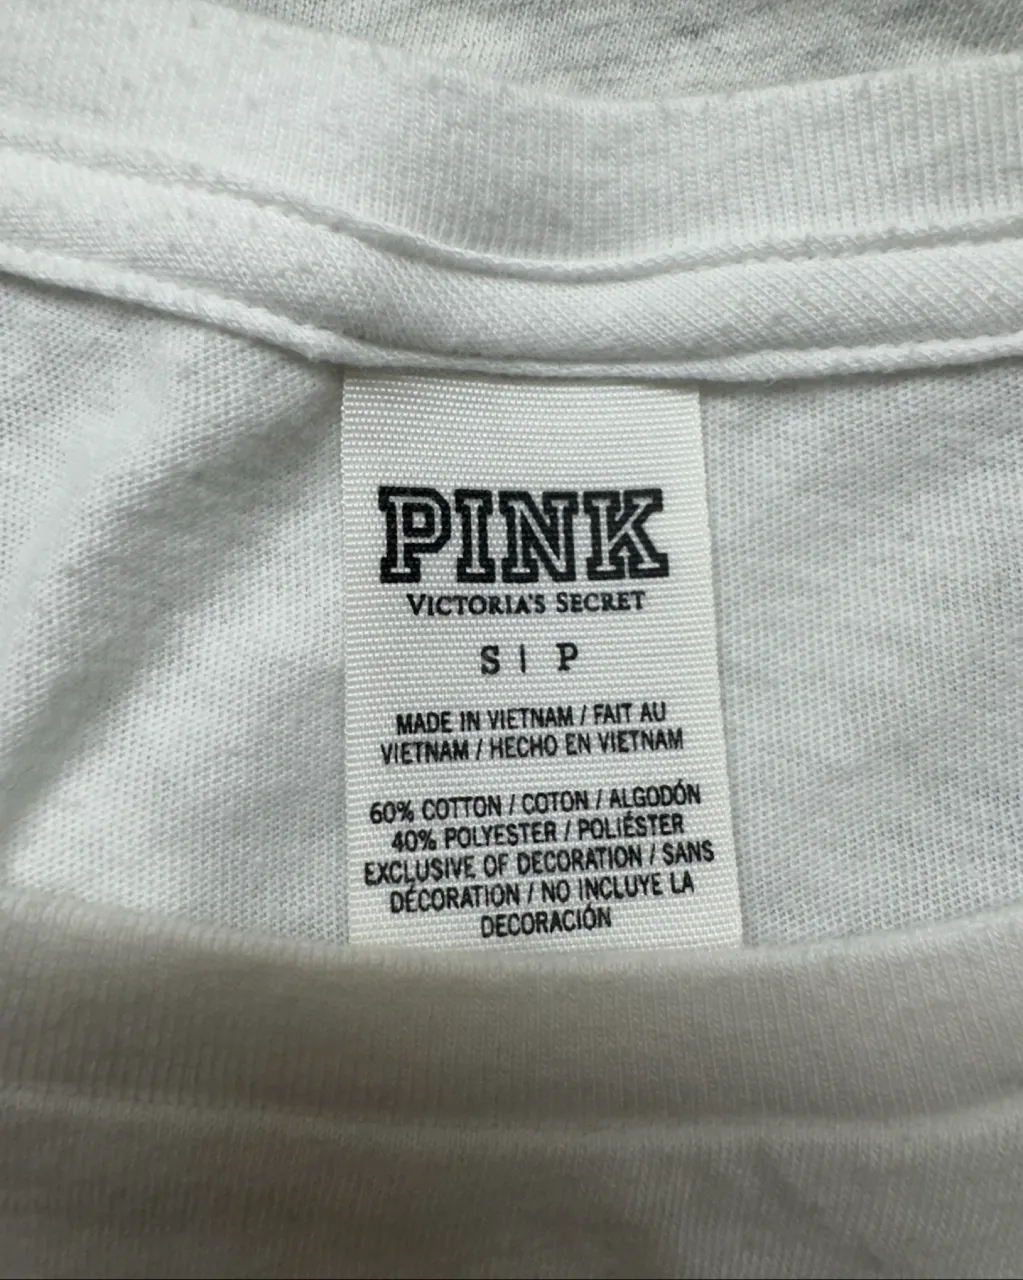 PINK
VICTORIA'S SECRET
S | P
MADE IN VIETNAM / FAIT AU
VIETNAM / HECHO EN VIETNAM
60% COTTON / COTON / ALGODÓN
40% POLYESTER / POLIÉSTER
EXCLUSIVE OF DECORATION / SANS
DÉCORATION / NO INCLUYE LA
DECORACIÓN